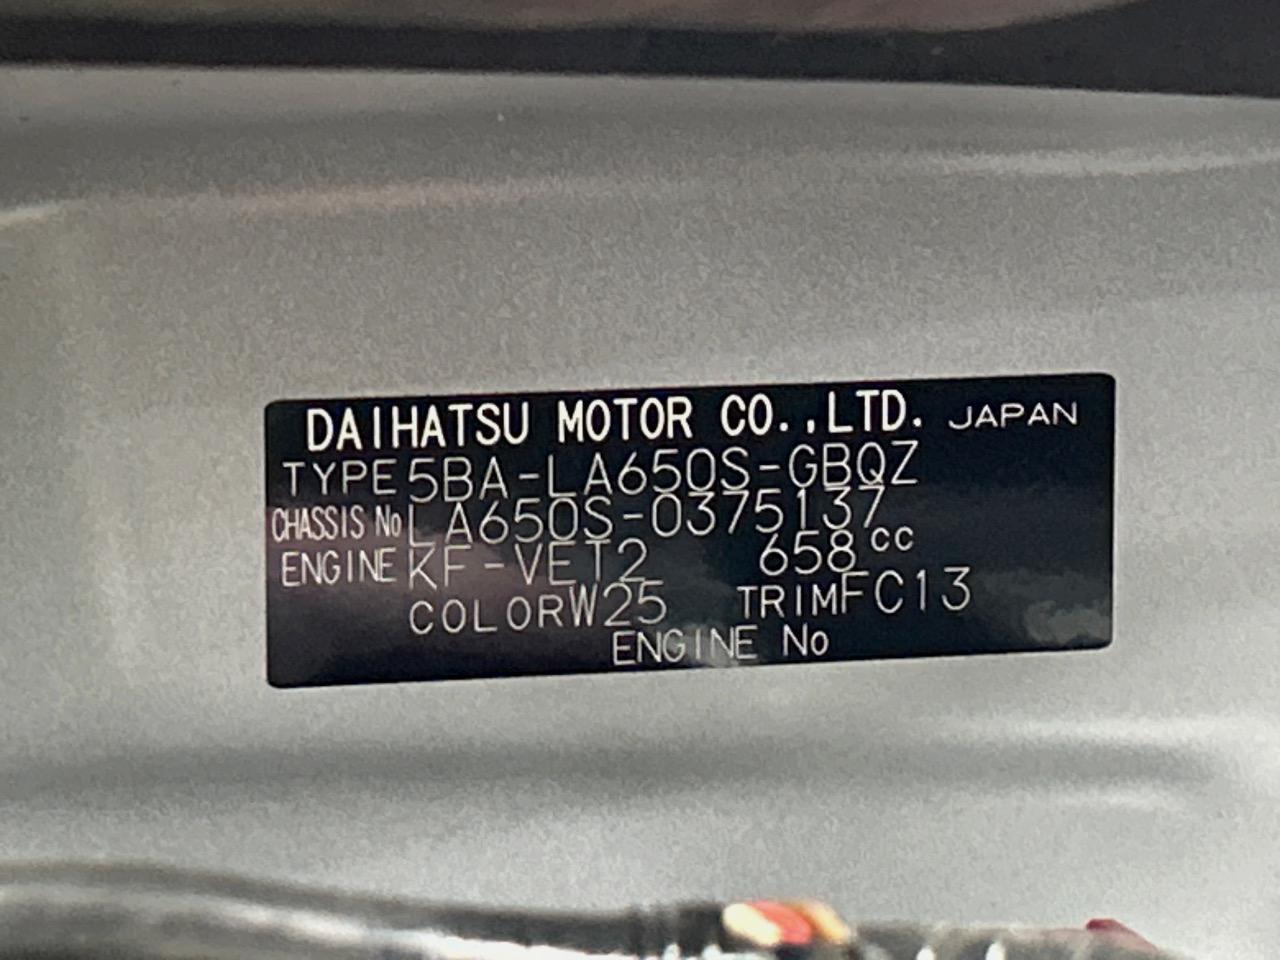 DAIHATSU MOTOR CO.,LTD. JAPAN
TYPE 5BA-LA650S-GBQZ
CHASSIS No LA650S-0375137
ENGINE KF-VET2 658cc
COLOR W25 TRIM FC13
ENGINE No